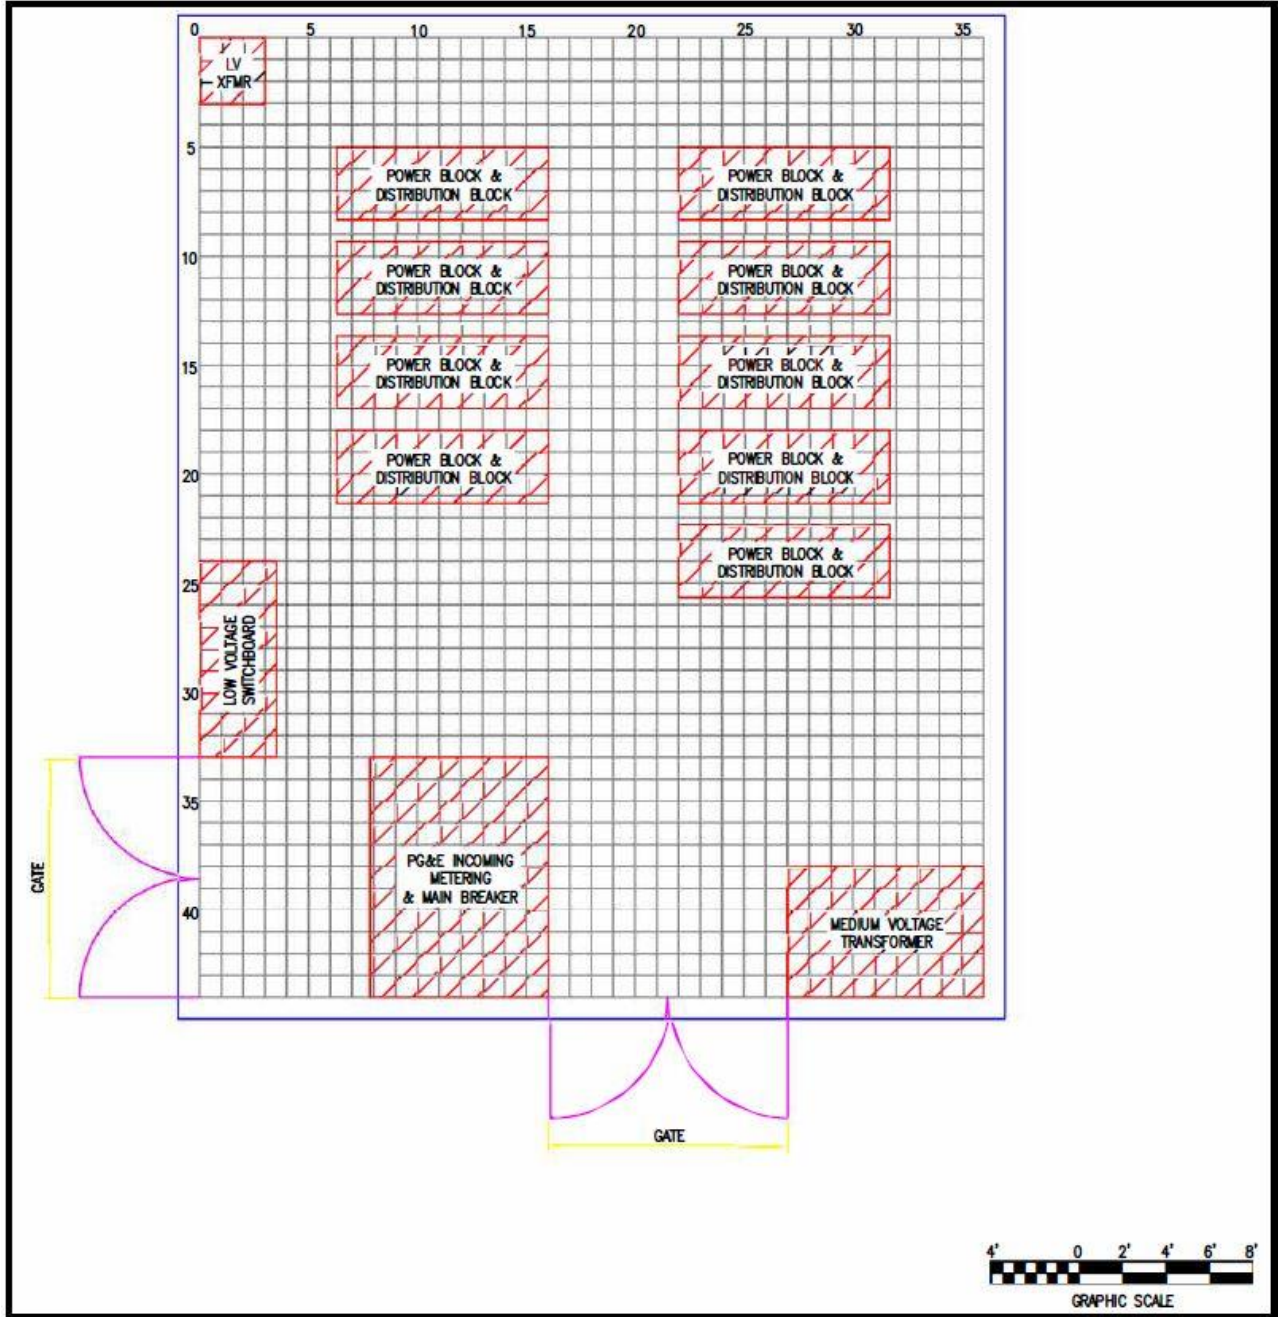 0 5 10 15 20 25 30 35
LV
XFMR
5
POWER BLOCK &
DISTRIBUTION BLOCK
POWER BLOCK &
DISTRIBUTION BLOCK
10
POWER BLOCK &
DISTRIBUTION BLOCK
POWER BLOCK &
DISTRIBUTION BLOCK
15
POWER BLOCK &
DISTRIBUTION BLOCK
POWER BLOCK &
DISTRIBUTION BLOCK
20
POWER BLOCK &
DISTRIBUTION BLOCK
POWER BLOCK &
DISTRIBUTION BLOCK
POWER BLOCK &
DISTRIBUTION BLOCK
25
LOW VOLTAGE
SWITCHBOARD
30
35
GATE
PG&E INCOMING
METERING
& MAIN BREAKER
40
MEDIUM VOLTAGE
TRANSFORMER
GATE
4' 0 2' 4' 6' 8'
GRAPHIC SCALE